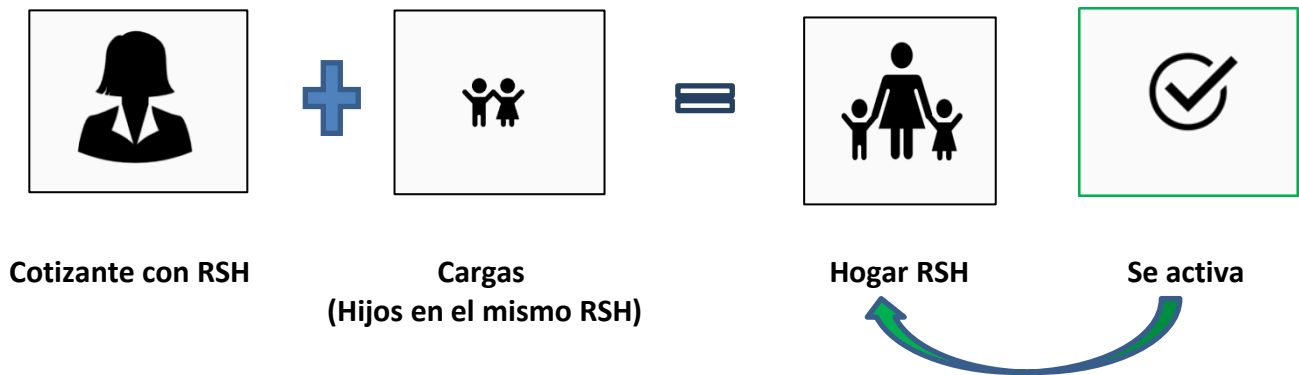 Cotizante con RSH
Cargas
(Hijos en el mismo RSH)
Hogar RSH
Se activa